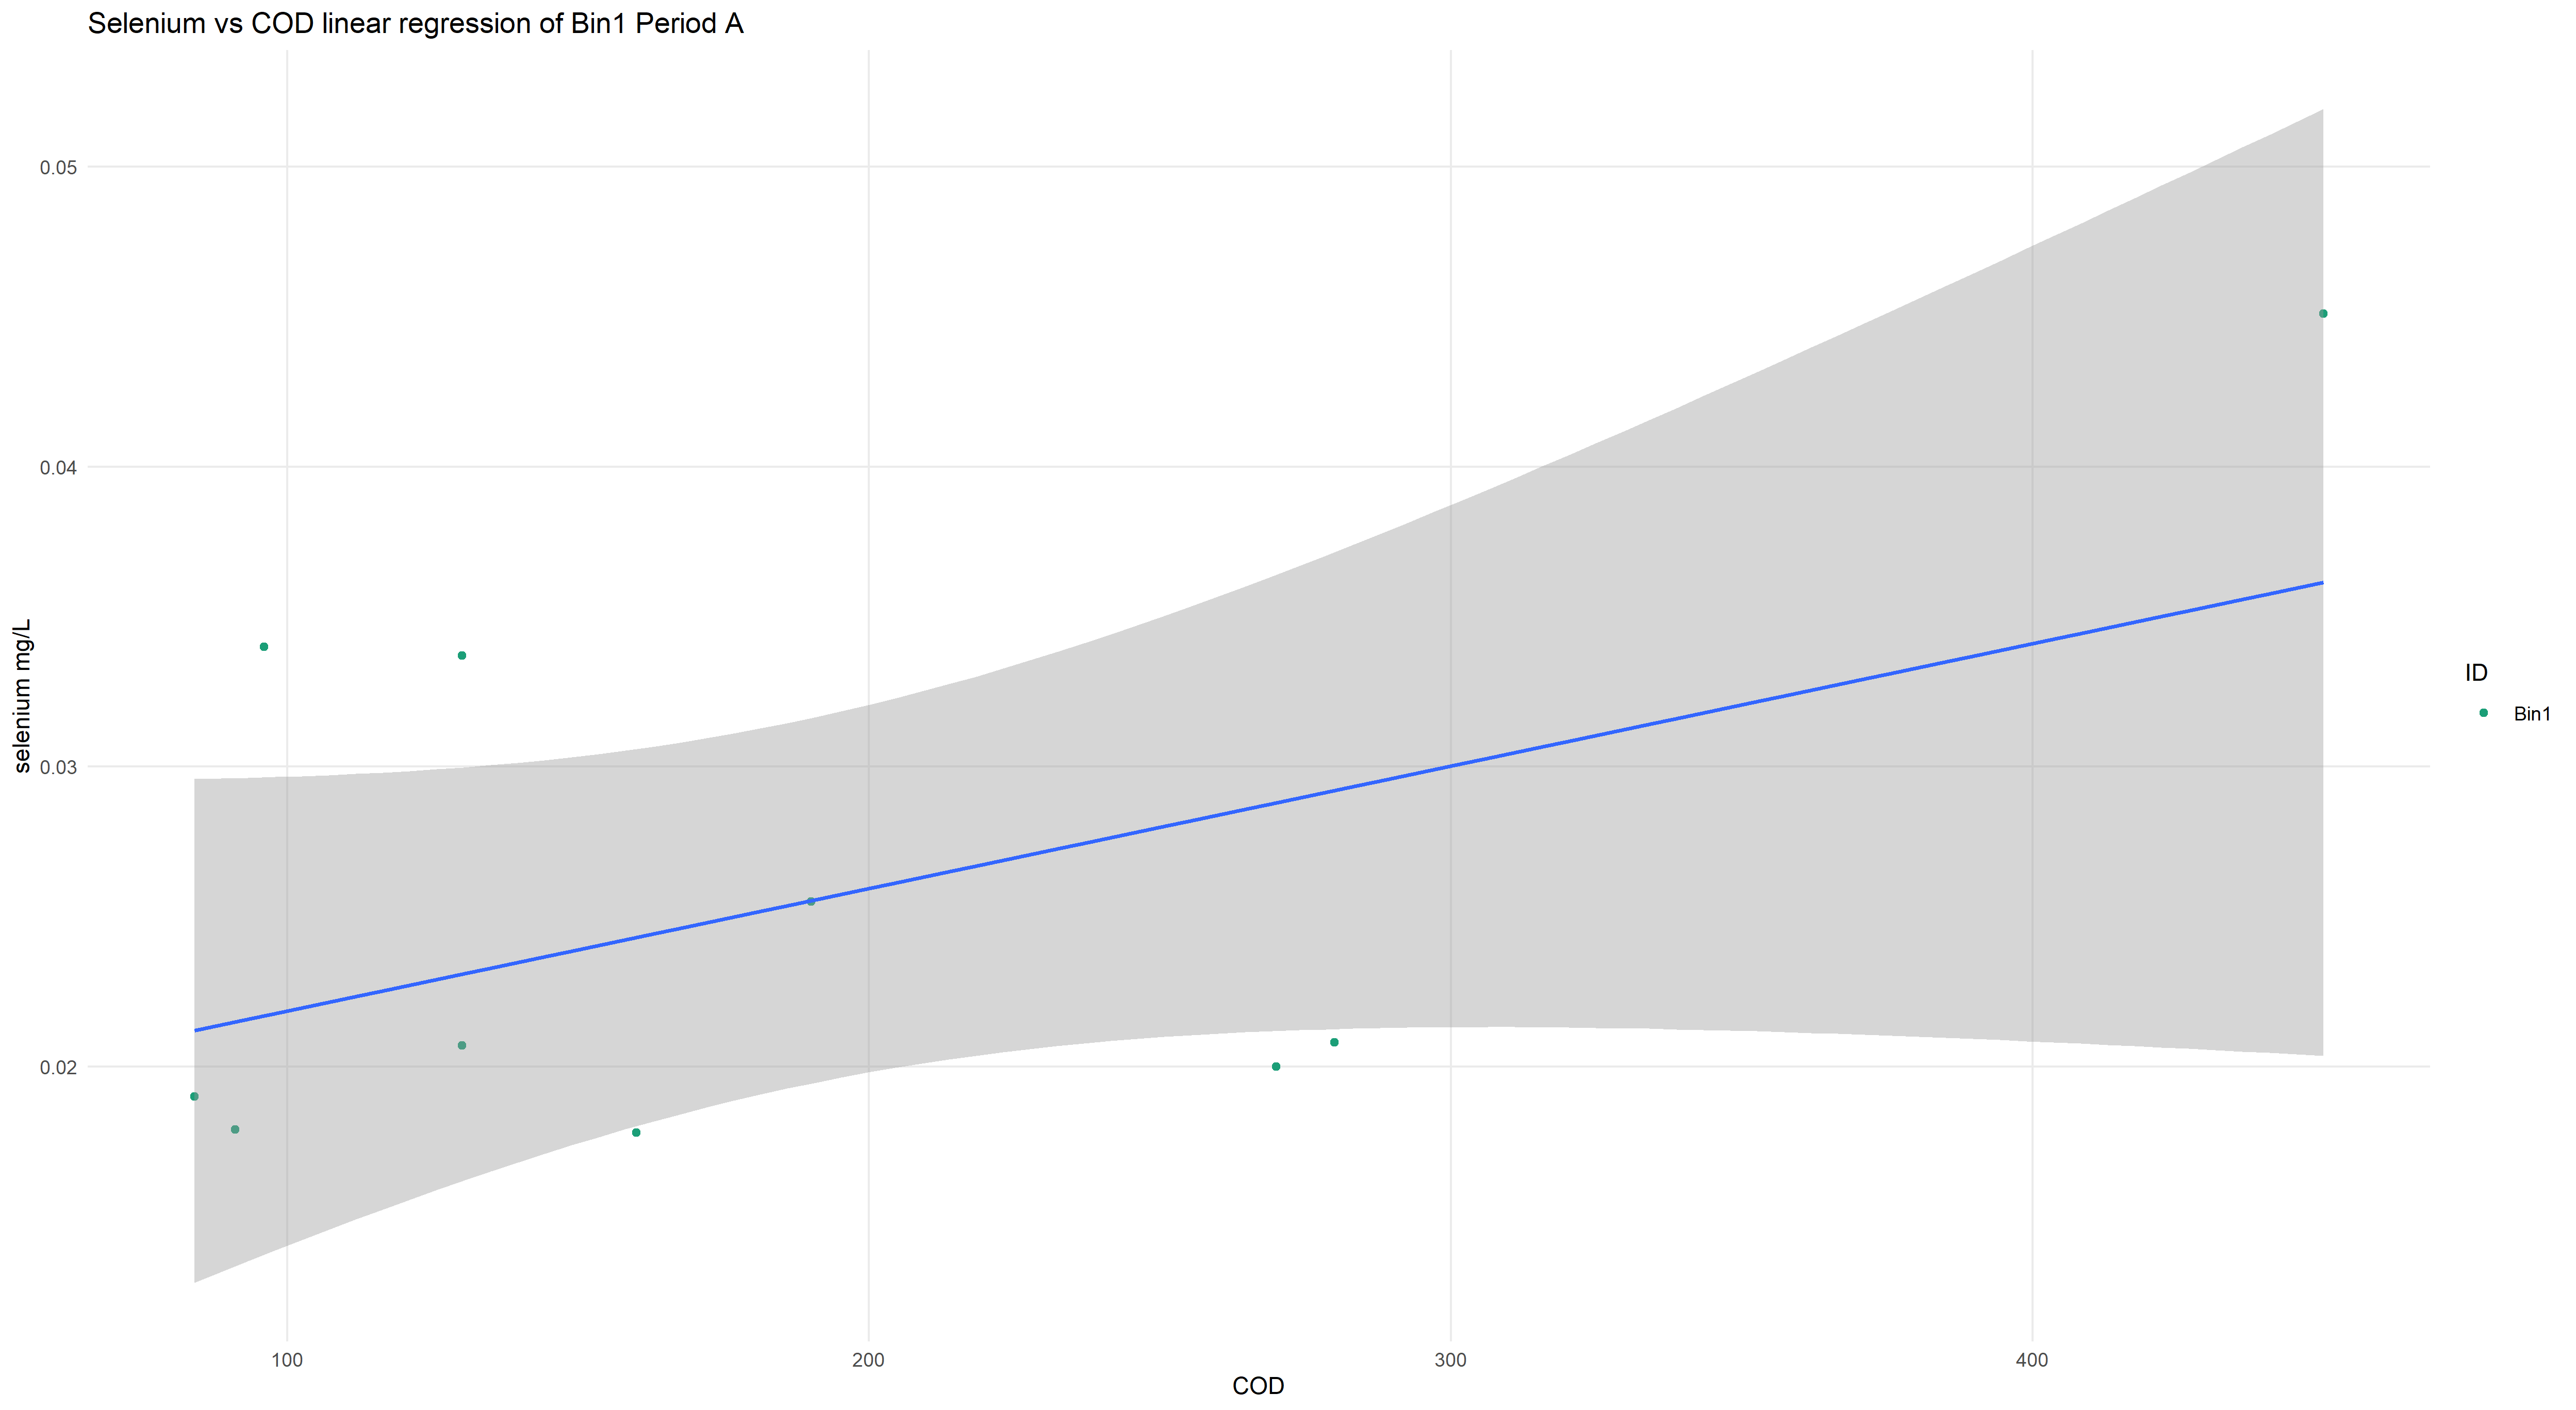 Selenium vs COD linear regression of Bin1 Period A
0.05
0.04
0.03
0.02
selenium mg/L
100 200 300 400
COD
ID
Bin1